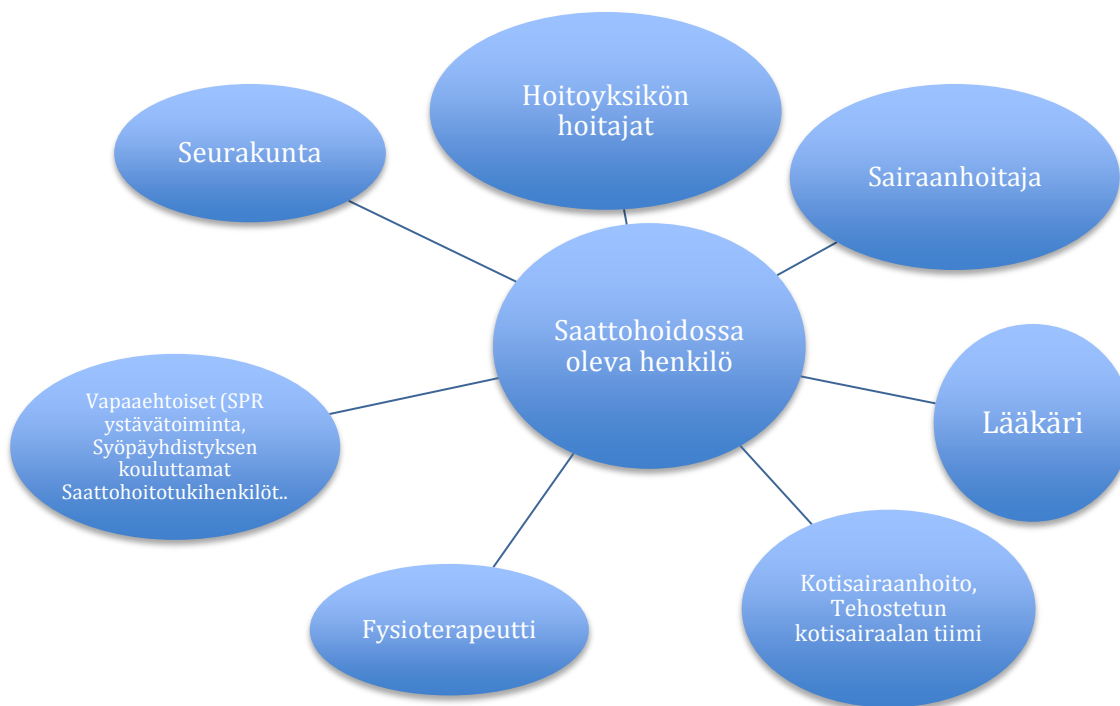 Hoitoyksikön
hoitajat
Seurakunta
Sairaanhoitaja
Saattohoidossa
oleva henkilö
Vapaaehtoiset (SPR
ystävätoiminta,
Syöpäyhdistyksen
kouluttamat
Saattohoitotukihenkilöt..
Lääkäri
Kotisairaanhoito,
Tehostetun
kotisairaalan tiimi
Fysioterapeutti